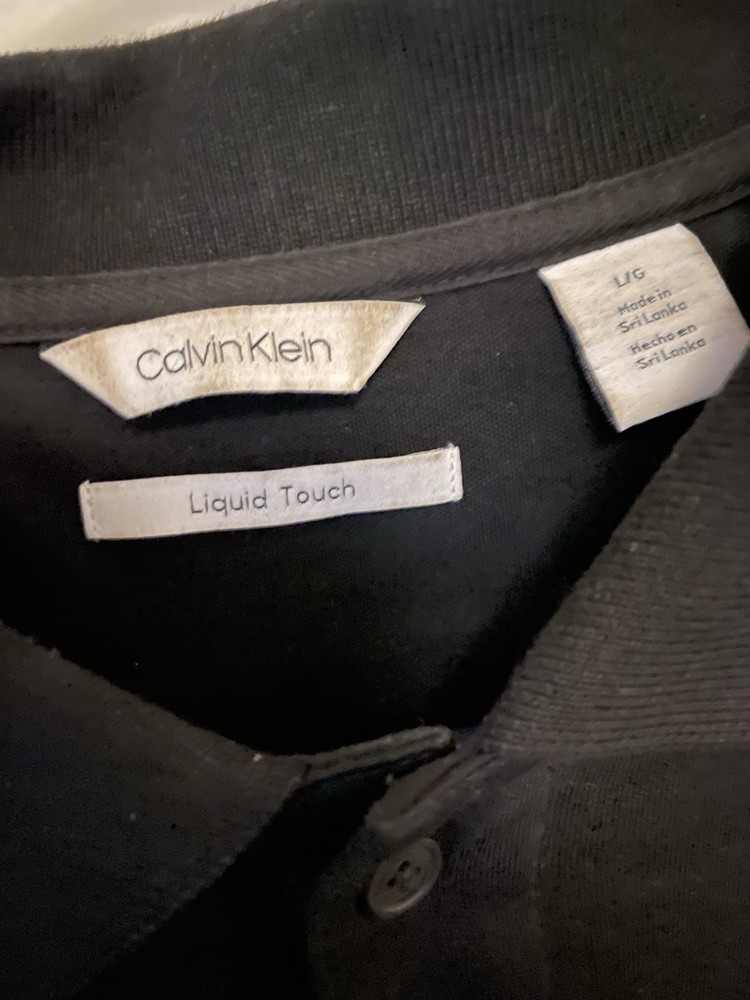 Calvin Klein
Liquid Touch
L/G
Made in
Sri Lanka
Hecho en
Sri Lanka